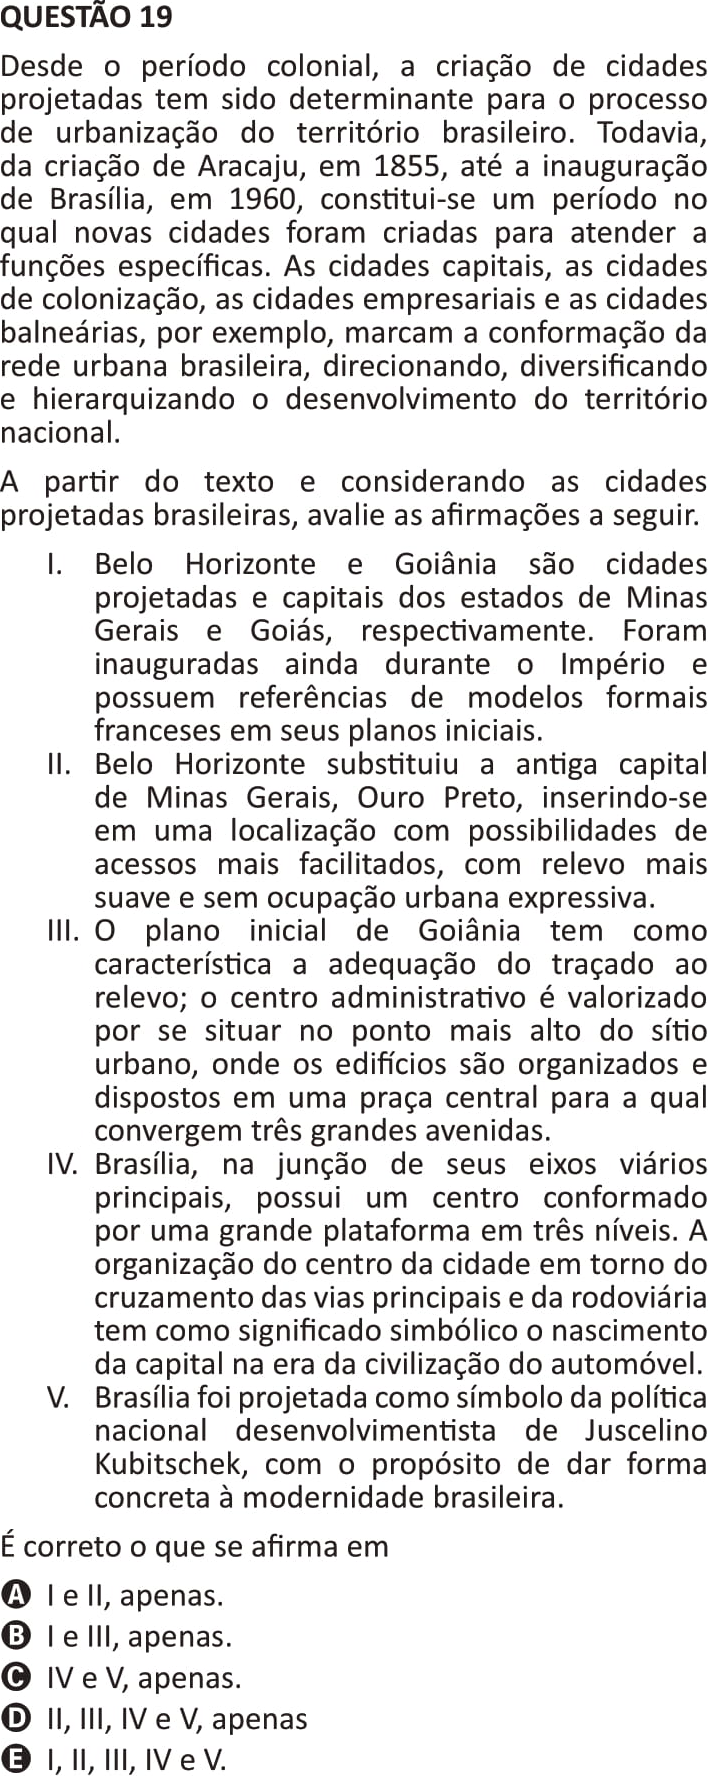 QUESTÃO 19
Desde o período colonial, a criação de cidades
projetadas tem sido determinante para o processo
de urbanização do território brasileiro. Todavia,
da criação de Aracaju, em 1855, até a inauguração
de Brasília, em 1960, constitui-se um período no
qual novas cidades foram criadas para atender a
funções específicas. As cidades capitais, as cidades
de colonização, as cidades empresariais e as cidades
balneárias, por exemplo, marcam a conformação da
rede urbana brasileira, direcionando, diversificando
e hierarquizando o desenvolvimento do território
nacional.
A partir do texto e considerando as cidades
projetadas brasileiras, avalie as afirmações a seguir.
I. Belo Horizonte e Goiânia são cidades
projetadas e capitais dos estados de Minas
Gerais e Goiás, respectivamente. Foram
inauguradas ainda durante o Império e
possuem referências de modelos formais
franceses em seus planos iniciais.
II. Belo Horizonte substituiu a antiga capital
de Minas Gerais, Ouro Preto, inserindo-se
em uma localização com possibilidades de
acessos mais facilitados, com relevo mais
suave e sem ocupação urbana expressiva.
III. O plano inicial de Goiânia tem como
característica a adequação do traçado ao
relevo; o centro administrativo é valorizado
por se situar no ponto mais alto do sítio
urbano, onde os edifícios são organizados e
dispostos em uma praça central para a qual
convergem três grandes avenidas.
IV. Brasília, na junção de seus eixos viários
principais, possui um centro conformado
por uma grande plataforma em três níveis. A
organização do centro da cidade em torno do
cruzamento das vias principais e da rodoviária
tem como significado simbólico o nascimento
da capital na era da civilização do automóvel.
V. Brasília foi projetada como símbolo da política
nacional desenvolvimentista de Juscelino
Kubitschek, com o propósito de dar forma
concreta à modernidade brasileira.
É correto o que se afirma em
A I e II, apenas.
B I e III, apenas.
C IV e V, apenas.
D II, III, IV e V, apenas
E I, II, III, IV e V.